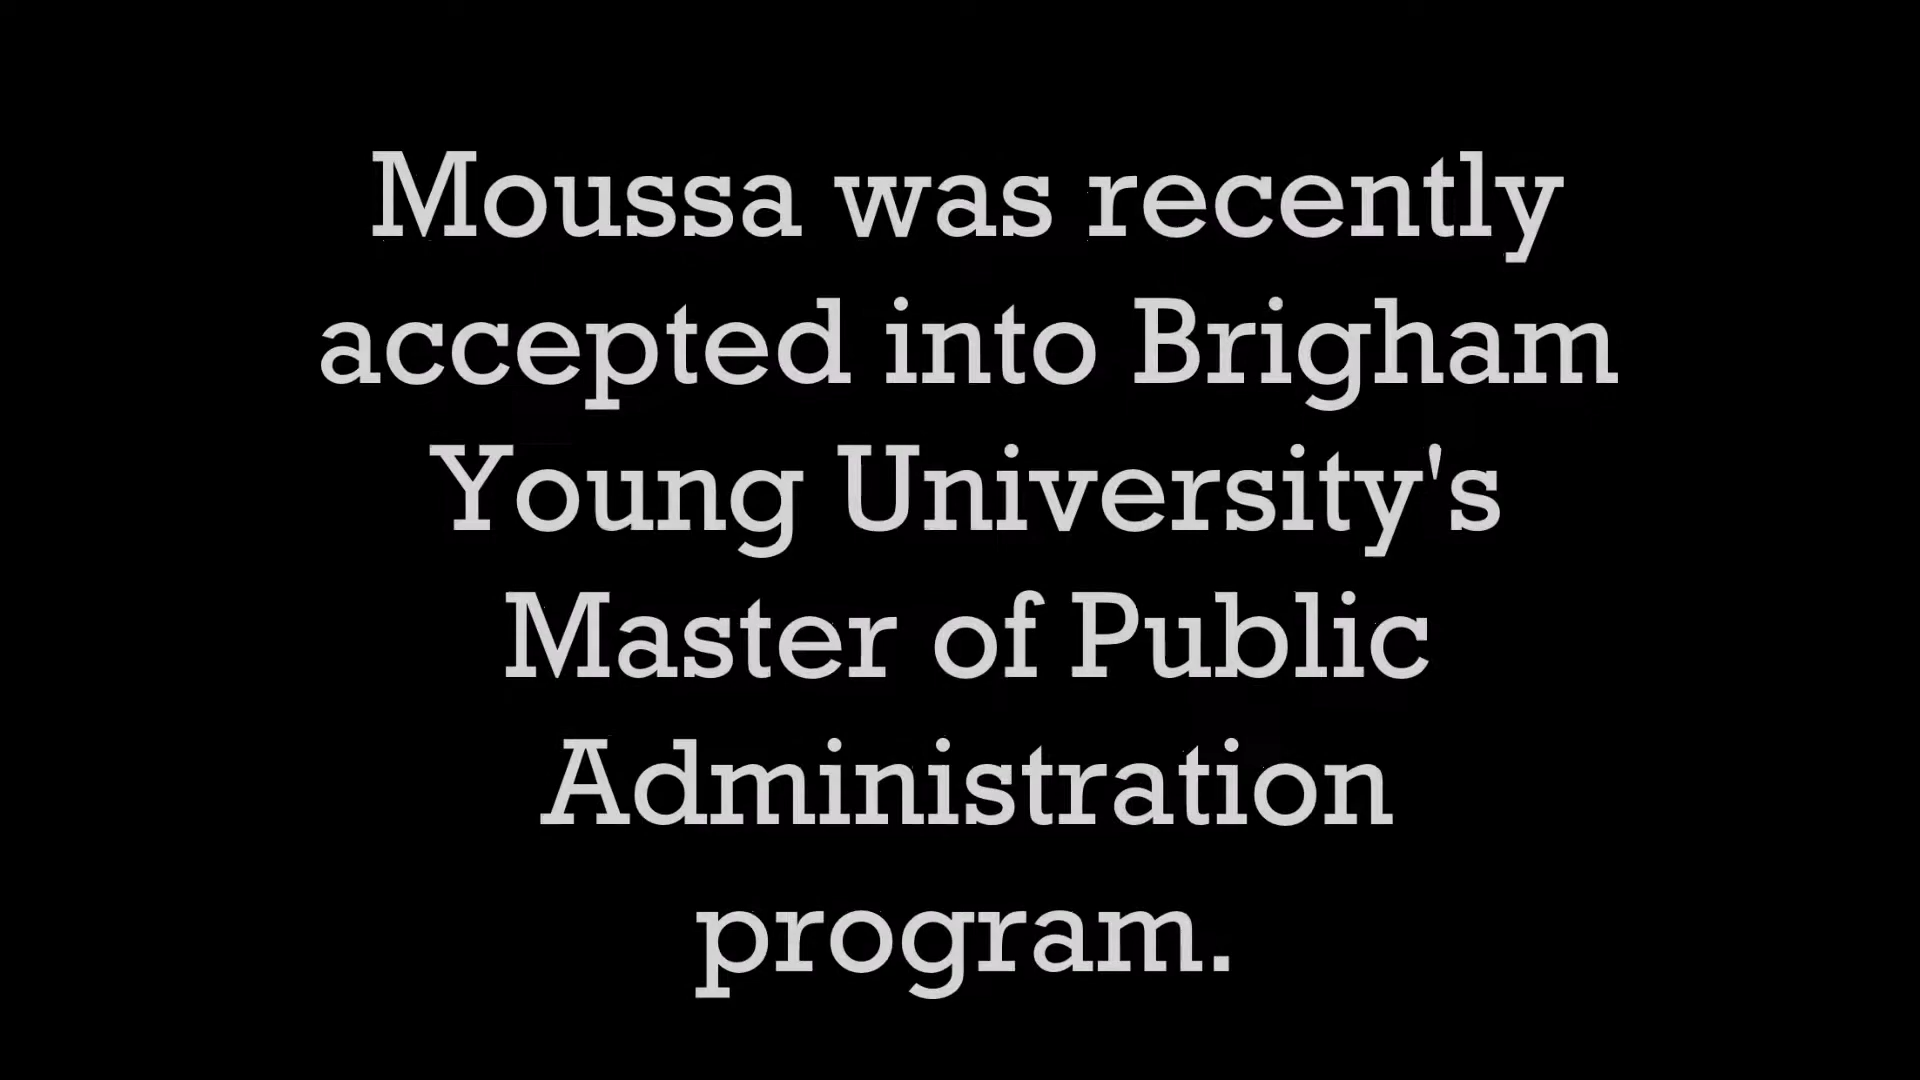 Moussa was recently
accepted into Brigham
Young University's
Master of Public
Administration
program.